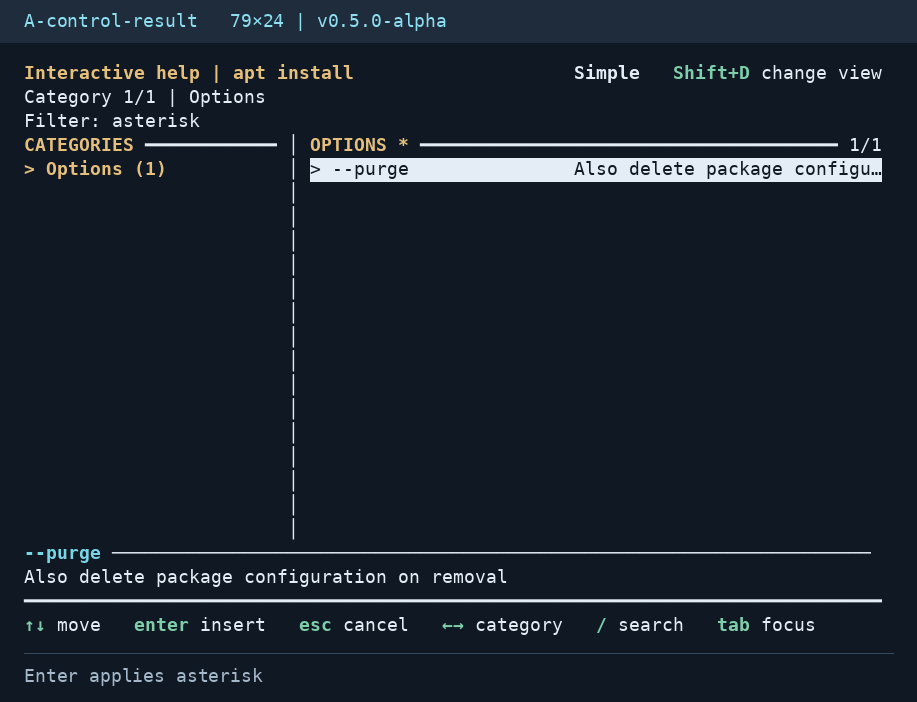 A-control-result   79×24 | v0.5.0-alpha
Interactive help | apt install                    Simple   Shift+D change view
Category 1/1 | Options
Filter: asterisk
CATEGORIES | OPTIONS * 1/1
> Options (1) | > --purge               Also delete package configu…
--purge
Also delete package configuration on removal
↑↓ move   enter insert   esc cancel   ←→ category   / search   tab focus
Enter applies asterisk